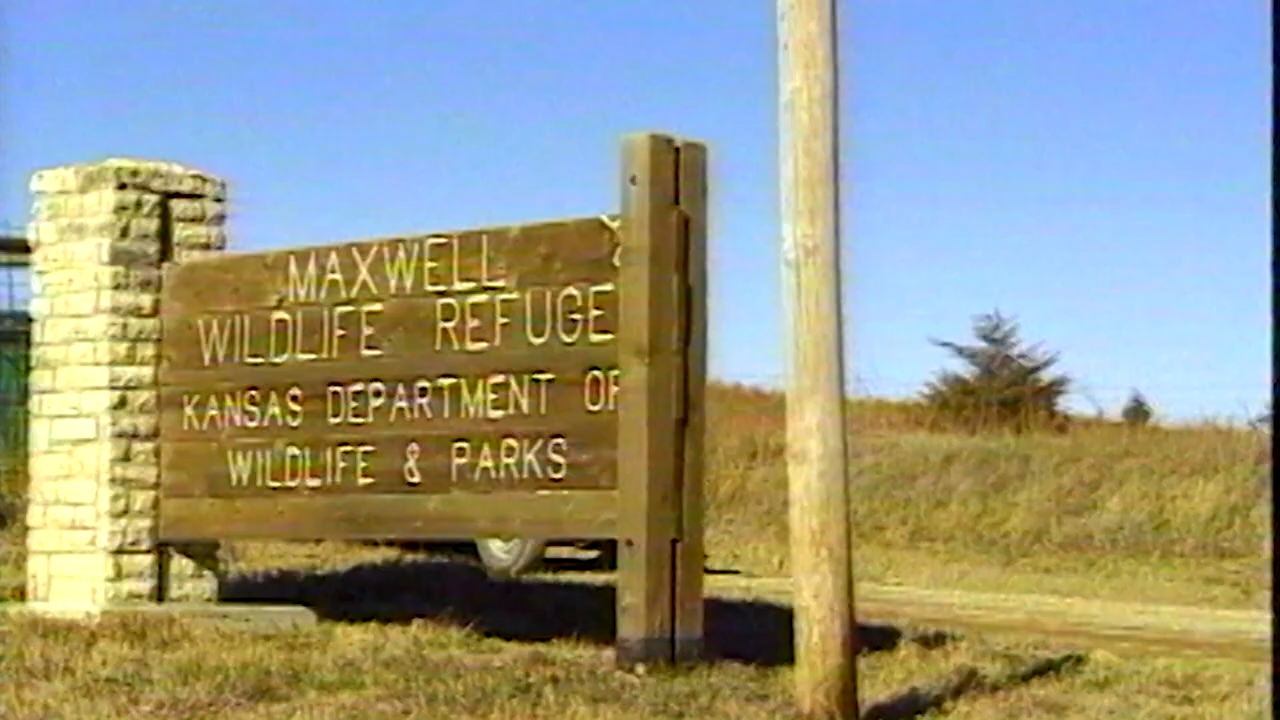 MAXWELL
WILDLIFE REFUGE
KANSAS DEPARTMENT OF
WILDLIFE & PARKS